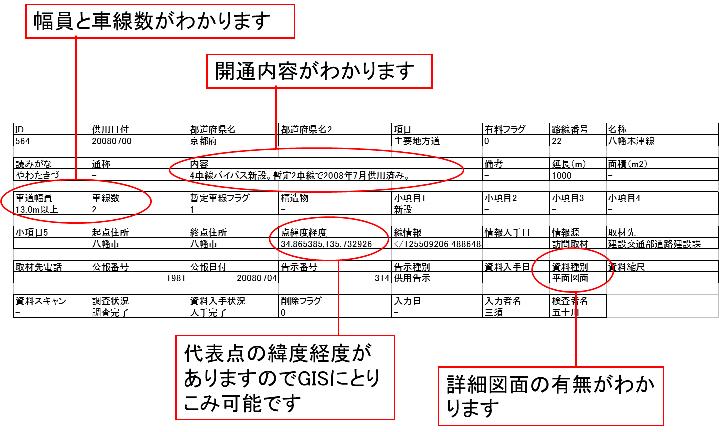 幅員と車線数がわかります
開通内容がわかります
ID 供用日付 都道府県名 都道府県名2 項目 有料フラグ 路線番号 名称
564 20080700 京都府 - 主要地方道 0 22 八幡木津線
読みがな 通称 内容 備考 延長(m) 面積(m2)
やわたきづ - 4車線バイパス新設。暫定2車線で2008年7月供用済み。 - 1000 -
車道幅員 車線数 暫定車線フラグ 構造物 小項目1 小項目2 小項目3 小項目4
13.0m以上 2 1 - 新設 - - -
小項目5 起点住所 終点住所 点経度経度 線情報 情報入手日 情報源 取材先
八幡市 八幡市 34.865385,135.732926 </125509206 488648 訪問取材 建設交通部道路建設課
取材先電話 公報番号 公報日付 告示番号 告示種別 資料入手日 資料種別 資料縮尺
1981 20080704 314 供用告示 平面図面
資料スキャン 調査状況 資料入手状況 削除フラグ 入力日 入力者名 検査者名
- 調査完了 入手完了 0 - 三須 五十川
代表点の緯度経度が
ありますのでGISにとり
こみ可能です
詳細図面の有無がわか
ります